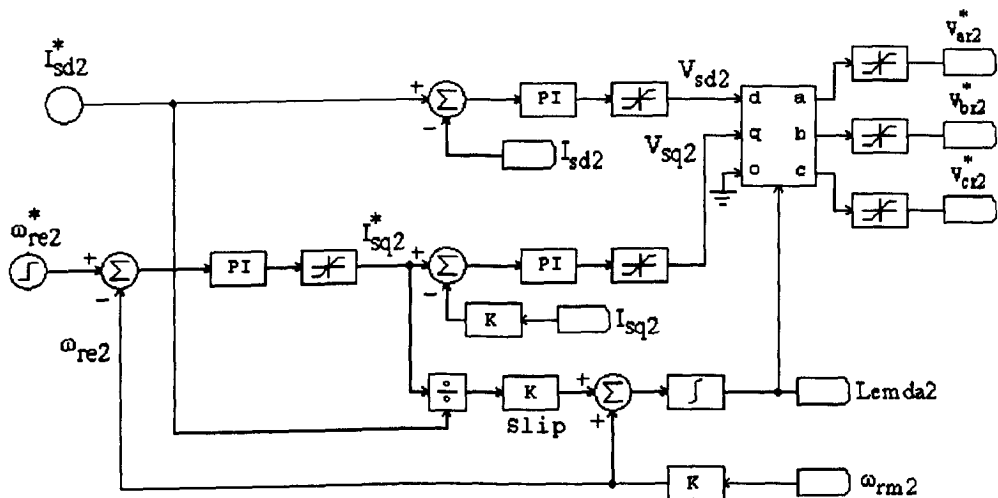 I*sd2
+ Σ −
PI
Vsd2
Isd2
d a
q b
o c
V*ar2
V*br2
V*cr2
Vsq2
ω*re2
+ Σ −
PI
I*sq2
+ Σ −
PI
K
Isq2
ωre2
÷
K
Slip
+ Σ +
∫
Lemda2
K
ωrm2